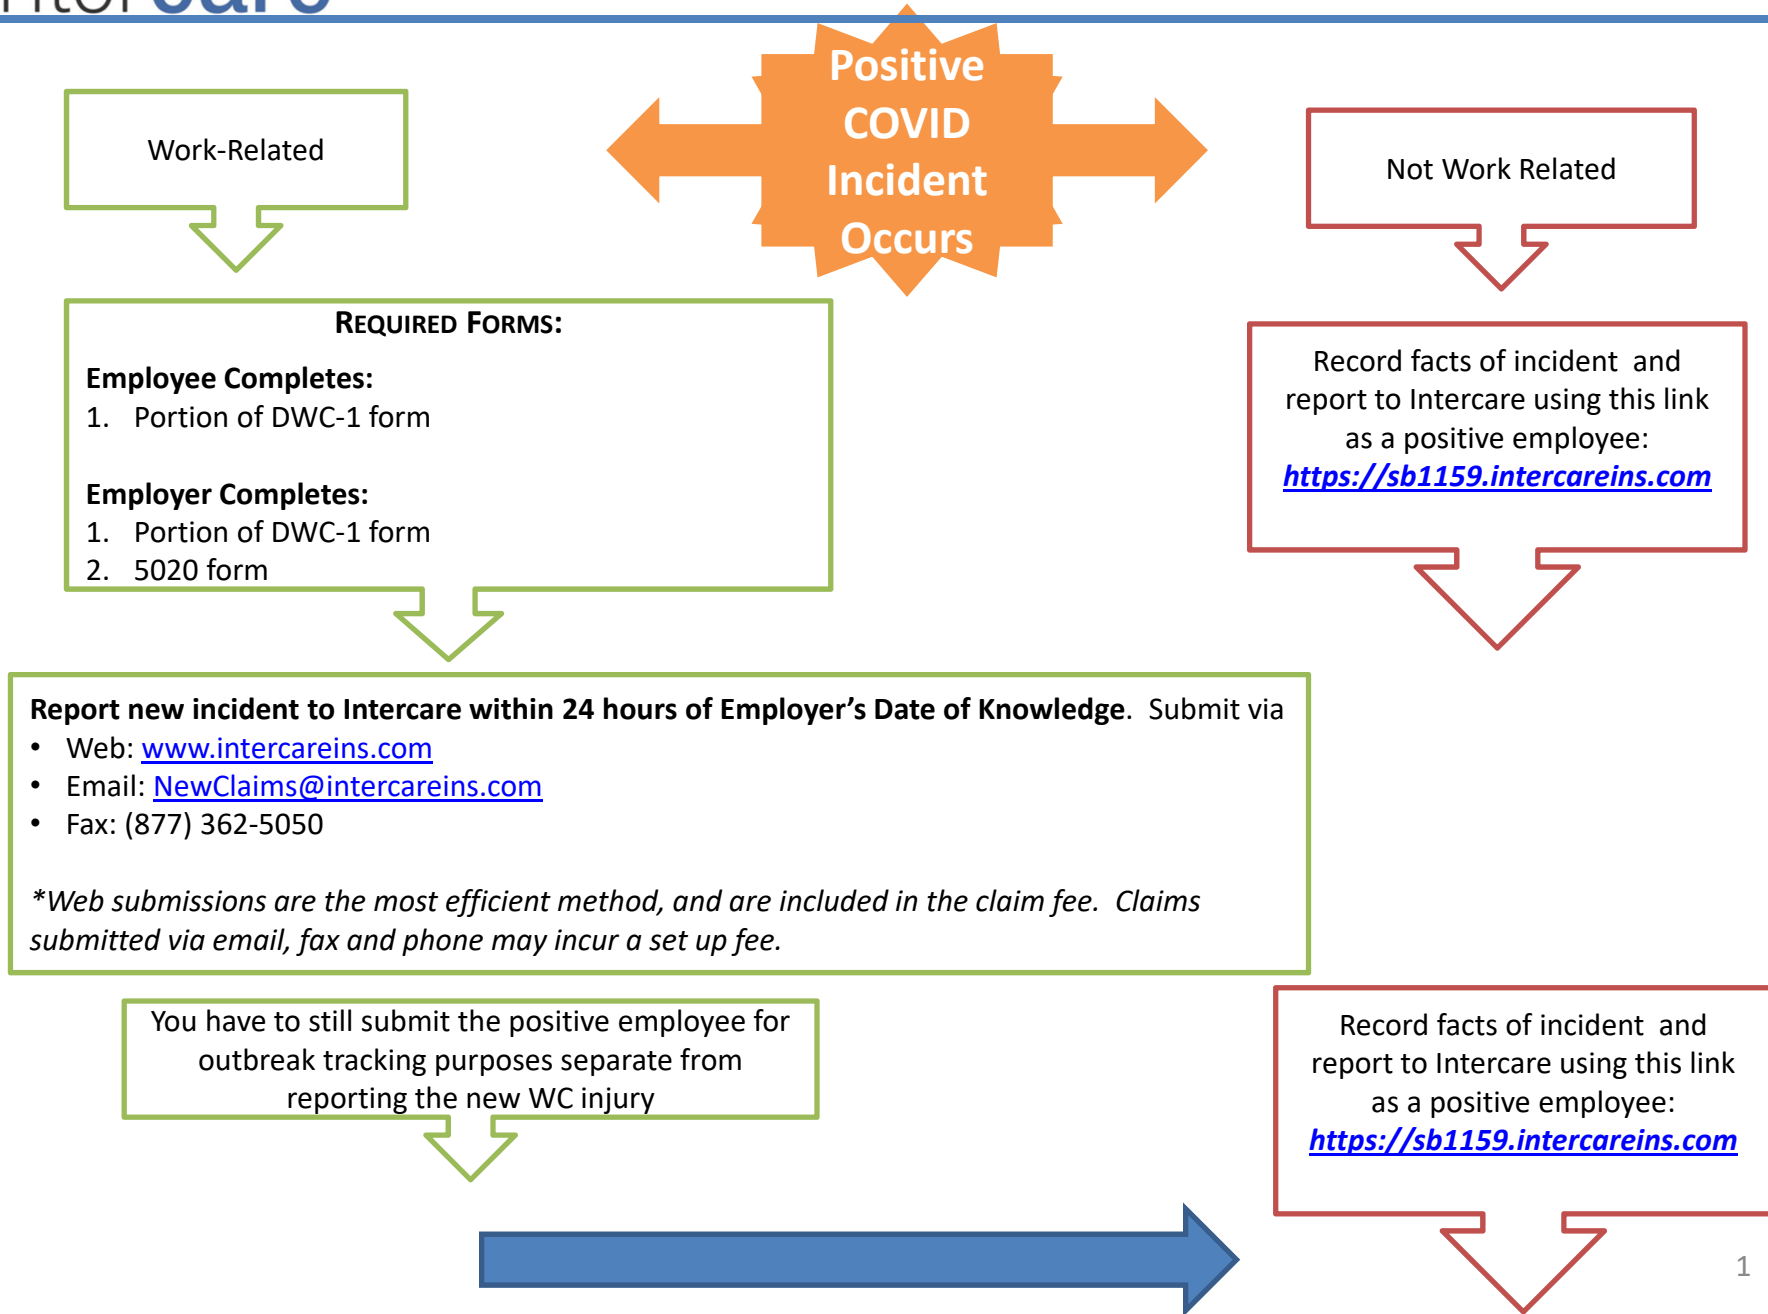 Positive
COVID
Incident
Occurs
Work-Related
Not Work Related
REQUIRED FORMS:
Employee Completes:
1. Portion of DWC-1 form
Employer Completes:
1. Portion of DWC-1 form
2. 5020 form
Record facts of incident and
report to Intercare using this link
as a positive employee:
https://sb1159.intercareins.com
Report new incident to Intercare within 24 hours of Employer’s Date of Knowledge. Submit via
• Web: www.intercareins.com
• Email: NewClaims@intercareins.com
• Fax: (877) 362-5050
*Web submissions are the most efficient method, and are included in the claim fee. Claims
submitted via email, fax and phone may incur a set up fee.
You have to still submit the positive employee for
outbreak tracking purposes separate from
reporting the new WC injury
Record facts of incident and
report to Intercare using this link
as a positive employee:
https://sb1159.intercareins.com
1